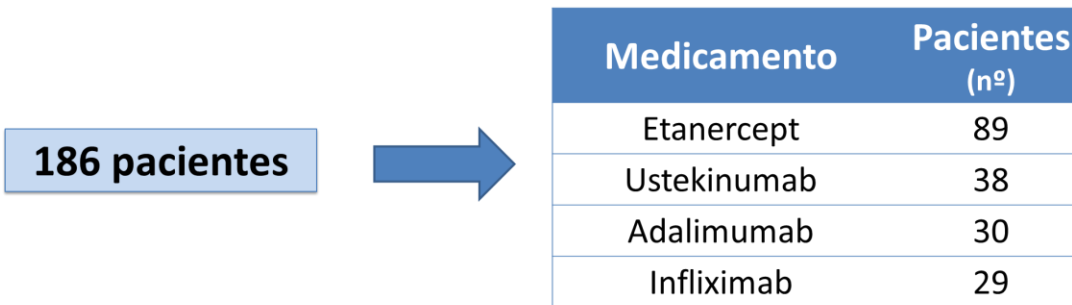 186 pacientes
Medicamento Pacientes (nº)
Etanercept 89
Ustekinumab 38
Adalimumab 30
Infliximab 29